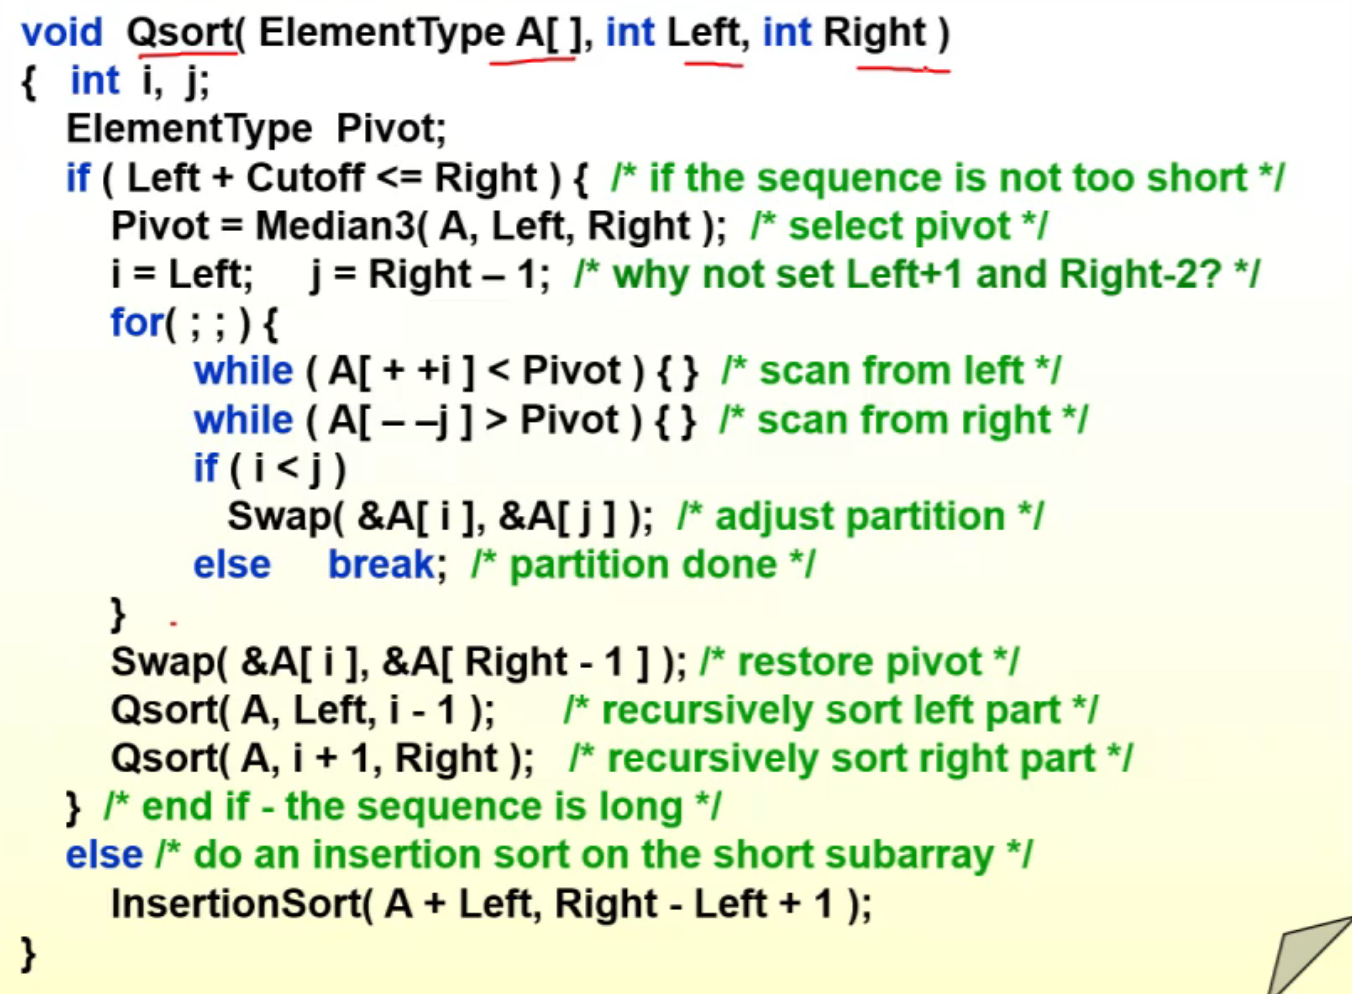 void Qsort( ElementType A[ ], int Left, int Right )
{ int i, j;
ElementType Pivot;
if ( Left + Cutoff <= Right ) { /* if the sequence is not too short */
Pivot = Median3( A, Left, Right ); /* select pivot */
i = Left; j = Right – 1; /* why not set Left+1 and Right-2? */
for( ; ; ) {
while ( A[ + +i ] < Pivot ) { } /* scan from left */
while ( A[ – –j ] > Pivot ) { } /* scan from right */
if ( i < j )
Swap( &A[ i ], &A[ j ] ); /* adjust partition */
else break; /* partition done */
}
Swap( &A[ i ], &A[ Right - 1 ] ); /* restore pivot */
Qsort( A, Left, i - 1 ); /* recursively sort left part */
Qsort( A, i + 1, Right ); /* recursively sort right part */
} /* end if - the sequence is long */
else /* do an insertion sort on the short subarray */
InsertionSort( A + Left, Right - Left + 1 );
}